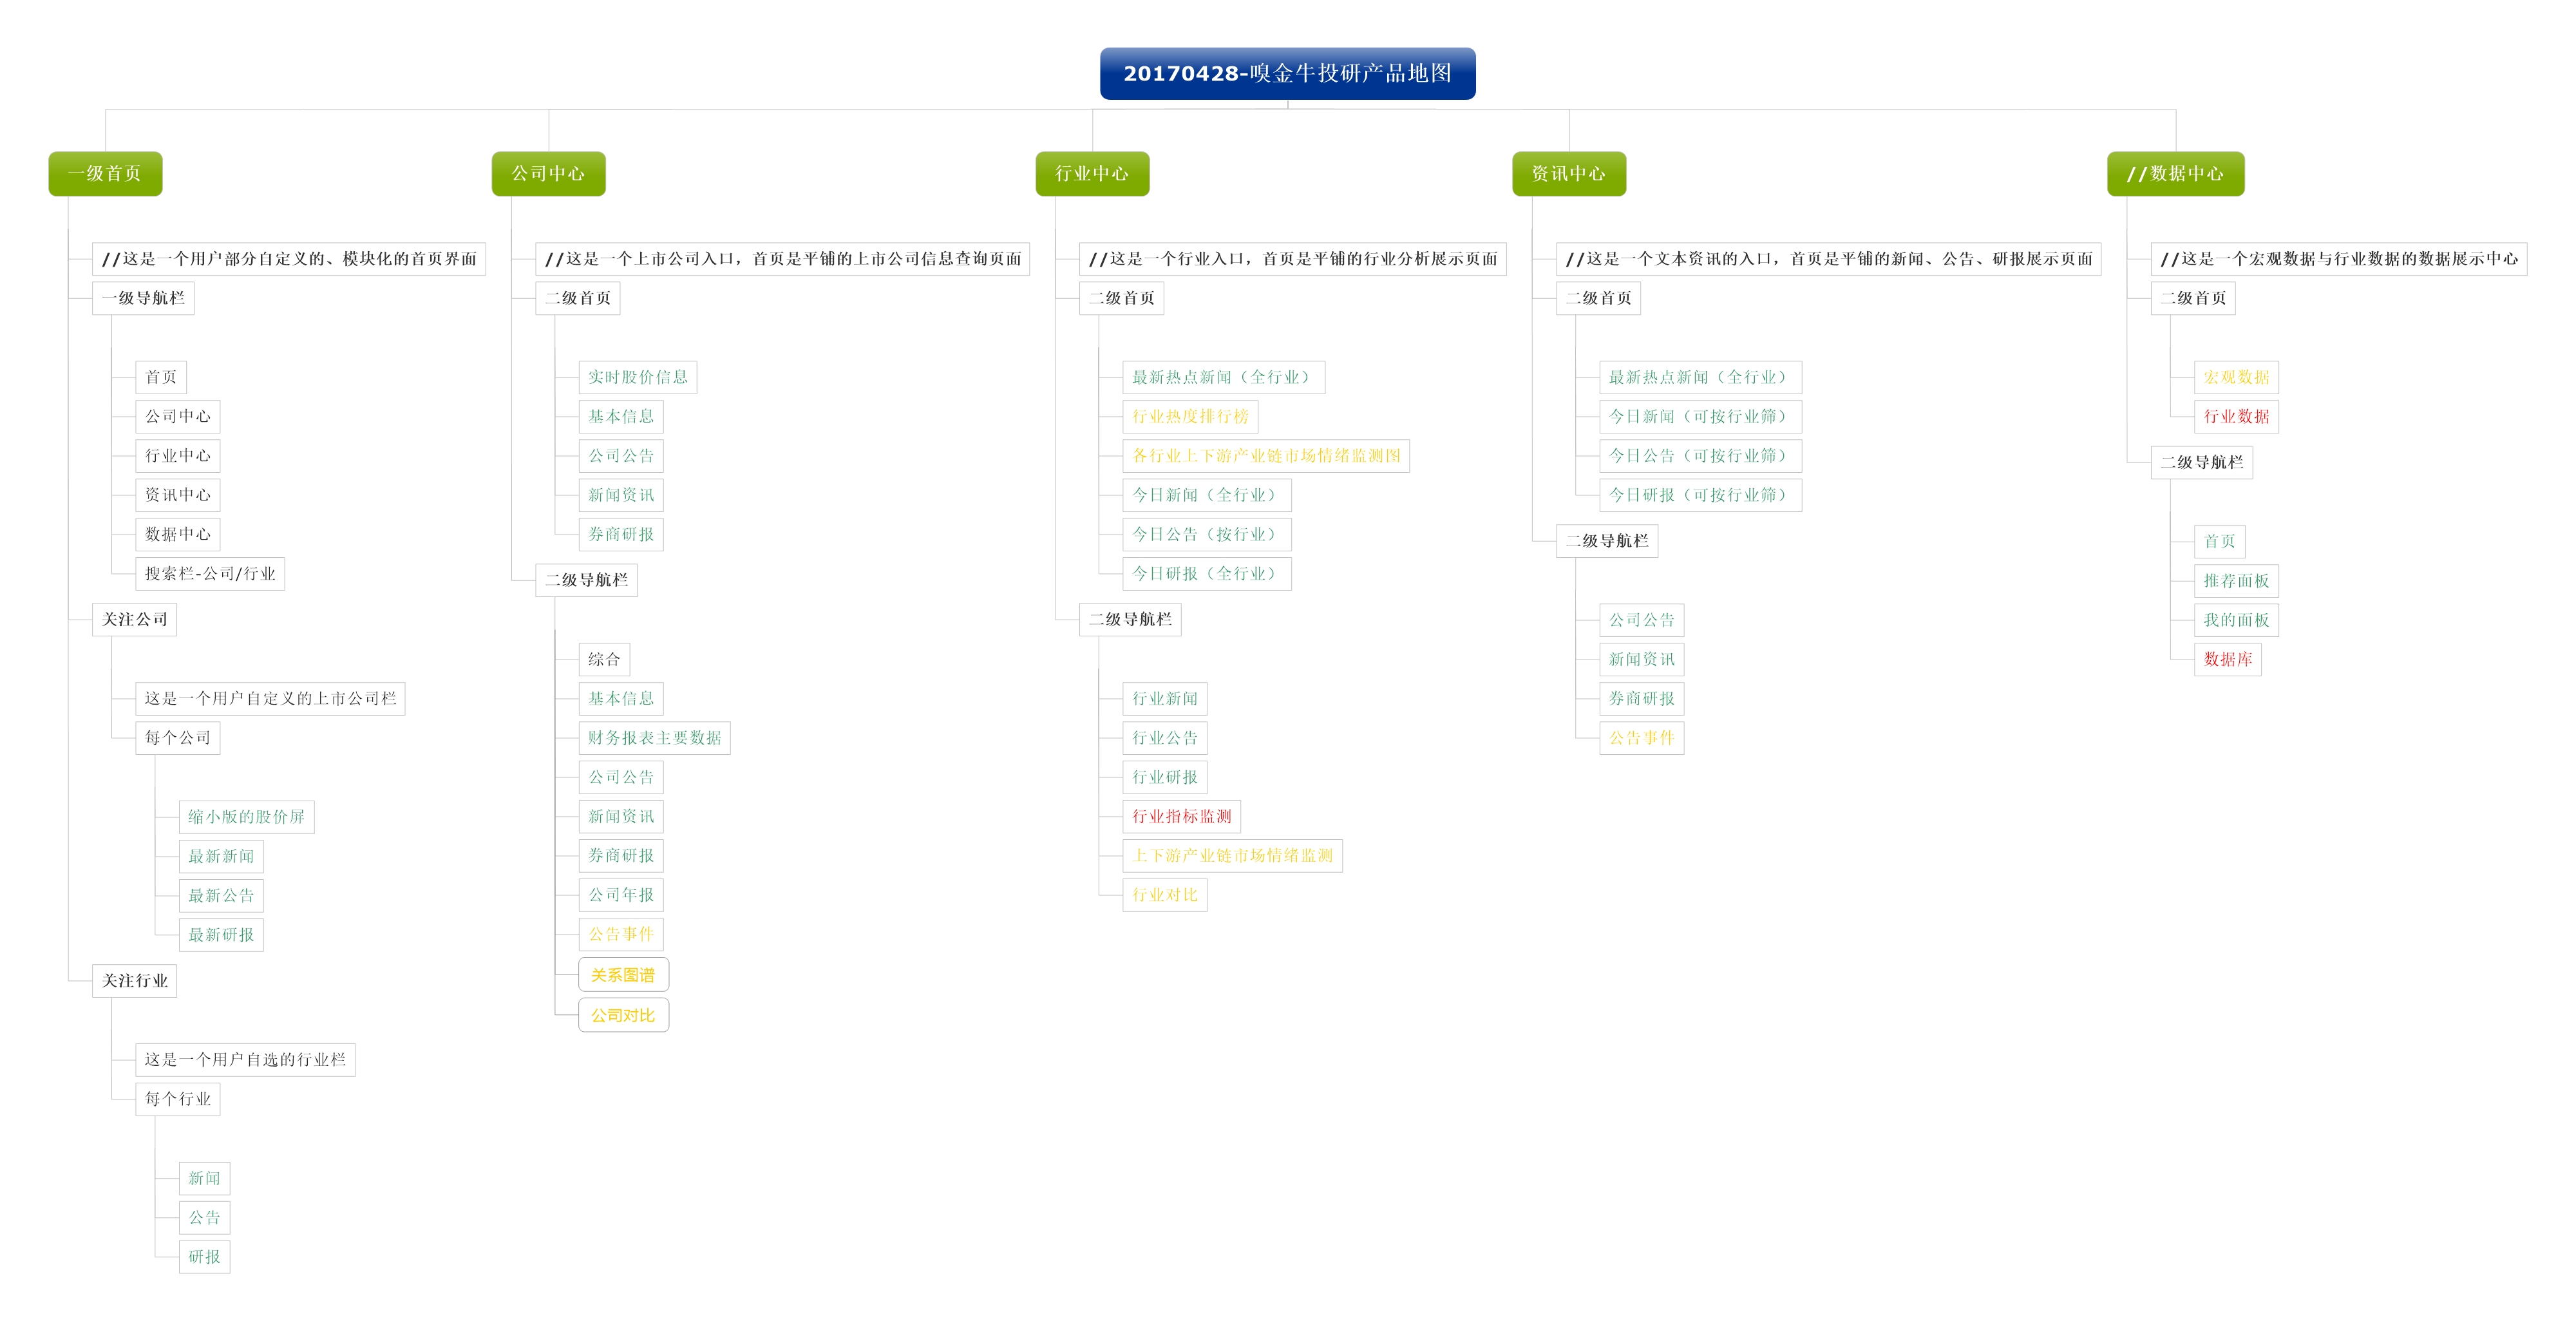 20170428-嗅金牛投研产品地图
一级首页
//这是一个用户部分自定义的、模块化的首页界面
一级导航栏
首页
公司中心
行业中心
资讯中心
数据中心
搜索栏-公司/行业
关注公司
这是一个用户自定义的上市公司栏
每个公司
缩小版的股价屏
最新新闻
最新公告
最新研报
关注行业
这是一个用户自选的行业栏
每个行业
新闻
公告
研报
公司中心
//这是一个上市公司入口，首页是平铺的上市公司信息查询页面
二级首页
实时股价信息
基本信息
公司公告
新闻资讯
券商研报
二级导航栏
综合
基本信息
财务报表主要数据
公司公告
新闻资讯
券商研报
公司年报
公告事件
关系图谱
公司对比
行业中心
//这是一个行业入口，首页是平铺的行业分析展示页面
二级首页
最新热点新闻（全行业）
行业热度排行榜
各行业上下游产业链市场情绪监测图
今日新闻（全行业）
今日公告（按行业）
今日研报（全行业）
二级导航栏
行业新闻
行业公告
行业研报
行业指标监测
上下游产业链市场情绪监测
行业对比
资讯中心
//这是一个文本资讯的入口，首页是平铺的新闻、公告、研报展示页面
二级首页
最新热点新闻（全行业）
今日新闻（可按行业筛）
今日公告（可按行业筛）
今日研报（可按行业筛）
二级导航栏
公司公告
新闻资讯
券商研报
公告事件
//数据中心
//这是一个宏观数据与行业数据的数据展示中心
二级首页
宏观数据
行业数据
二级导航栏
首页
推荐面板
我的面板
数据库